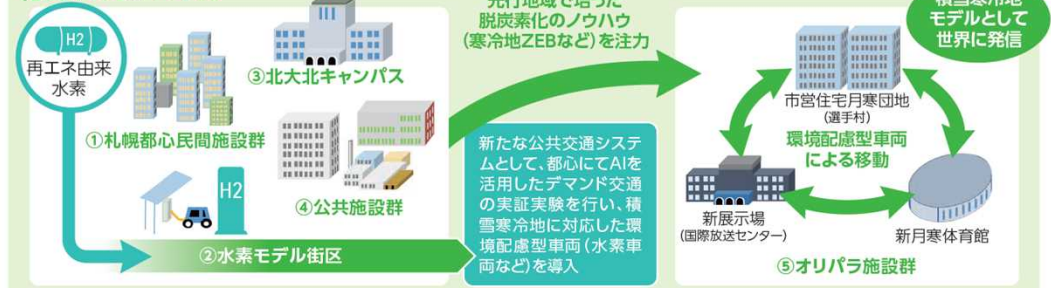 先行地域で培った
脱炭素化のノウハウ
(寒冷地ZEBなど)を注力
積雪寒冷地
モデルとして
世界に発信
H2
再エネ由来
水素
①札幌都心民間施設群
③北大北キャンパス
④公共施設群
H2
②水素モデル街区
新たな公共交通システ
ムとして、都心にてAIを
活用したデマンド交通
の実証実験を行い、積
雪寒冷地に対応した環
境配慮型車両(水素車
両など)を導入
市営住宅月寒団地
(選手村)
環境配慮型車両
による移動
新展示場
(国際放送センター)
新月寒体育館
⑤オリパラ施設群